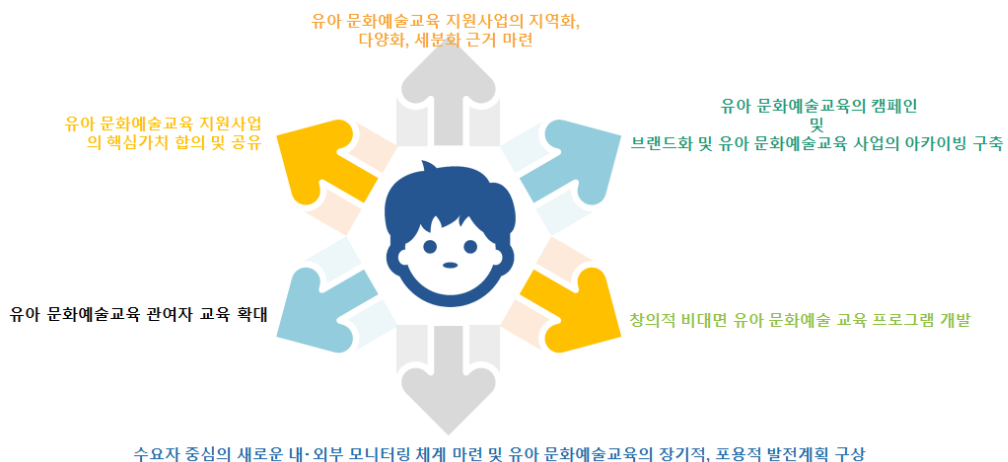 유아 문화예술교육 지원사업의 지역화,
다양화, 세분화 근거 마련
유아 문화예술교육 지원사업
의 핵심가치 합의 및 공유
유아 문화예술교육의 캠페인
및
브랜드화 및 유아 문화예술교육 사업의 아카이빙 구축
유아 문화예술교육 관여자 교육 확대
창의적 비대면 유아 문화예술 교육 프로그램 개발
수요자 중심의 새로운 내·외부 모니터링 체계 마련 및 유아 문화예술교육의 장기적, 포용적 발전계획 구상